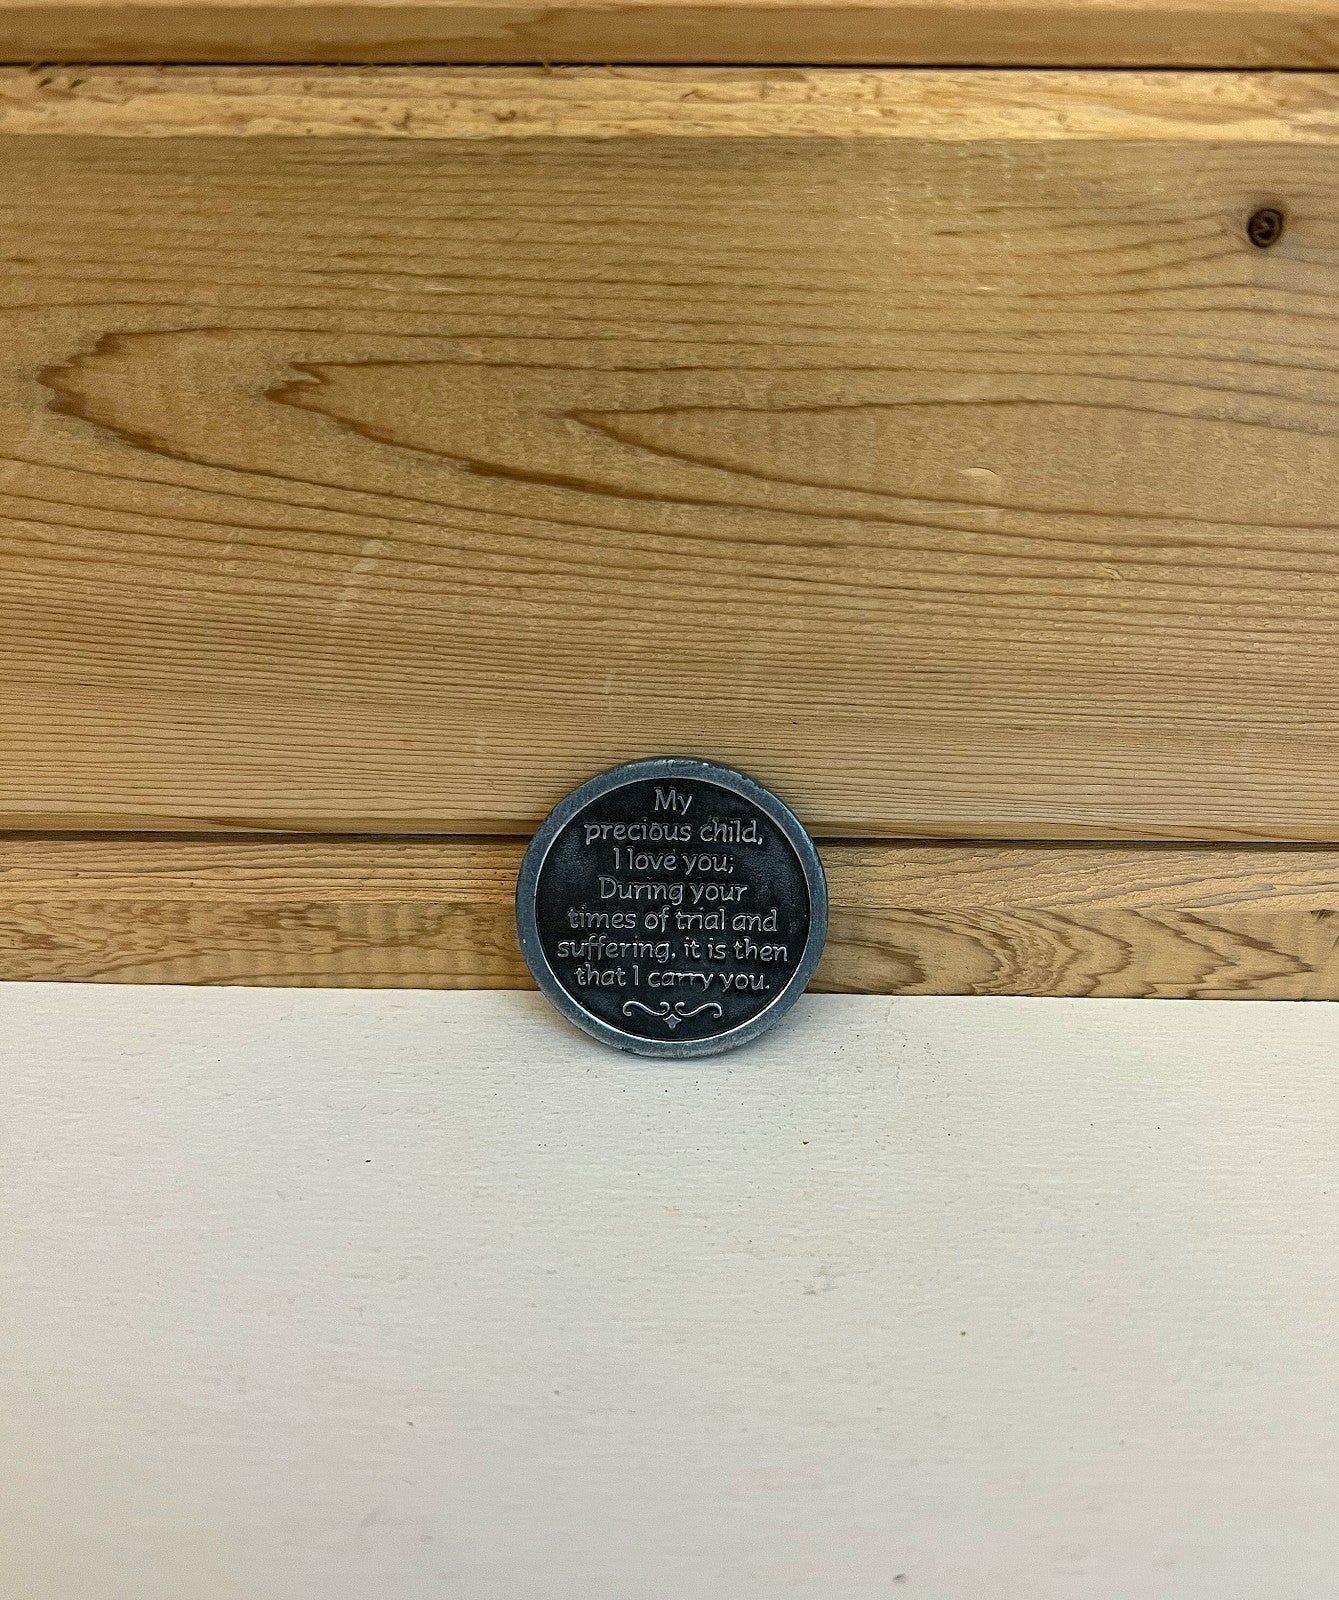 My
precious child,
I love you;
During your
times of trial and
suffering, it is then
that I carry you.